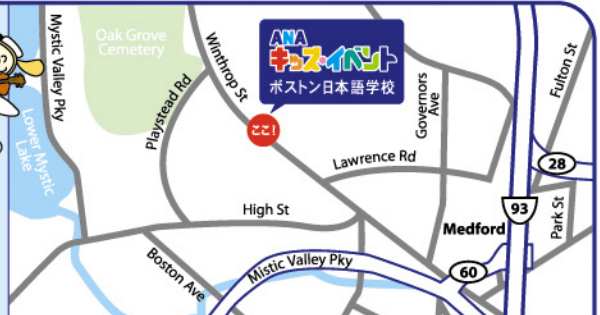 Mystic Valley Pky
Oak Grove
Cemetery
Winthrop St
ANA
キッズ・イベント
ボストン日本語学校
ここ!
Playstead Rd
Governors
Ave
Fulton St
Lower Mystic
Lake
Lawrence Rd
28
93
Park St
High St
Medford
Boston Ave
Mistic Valley Pky
60